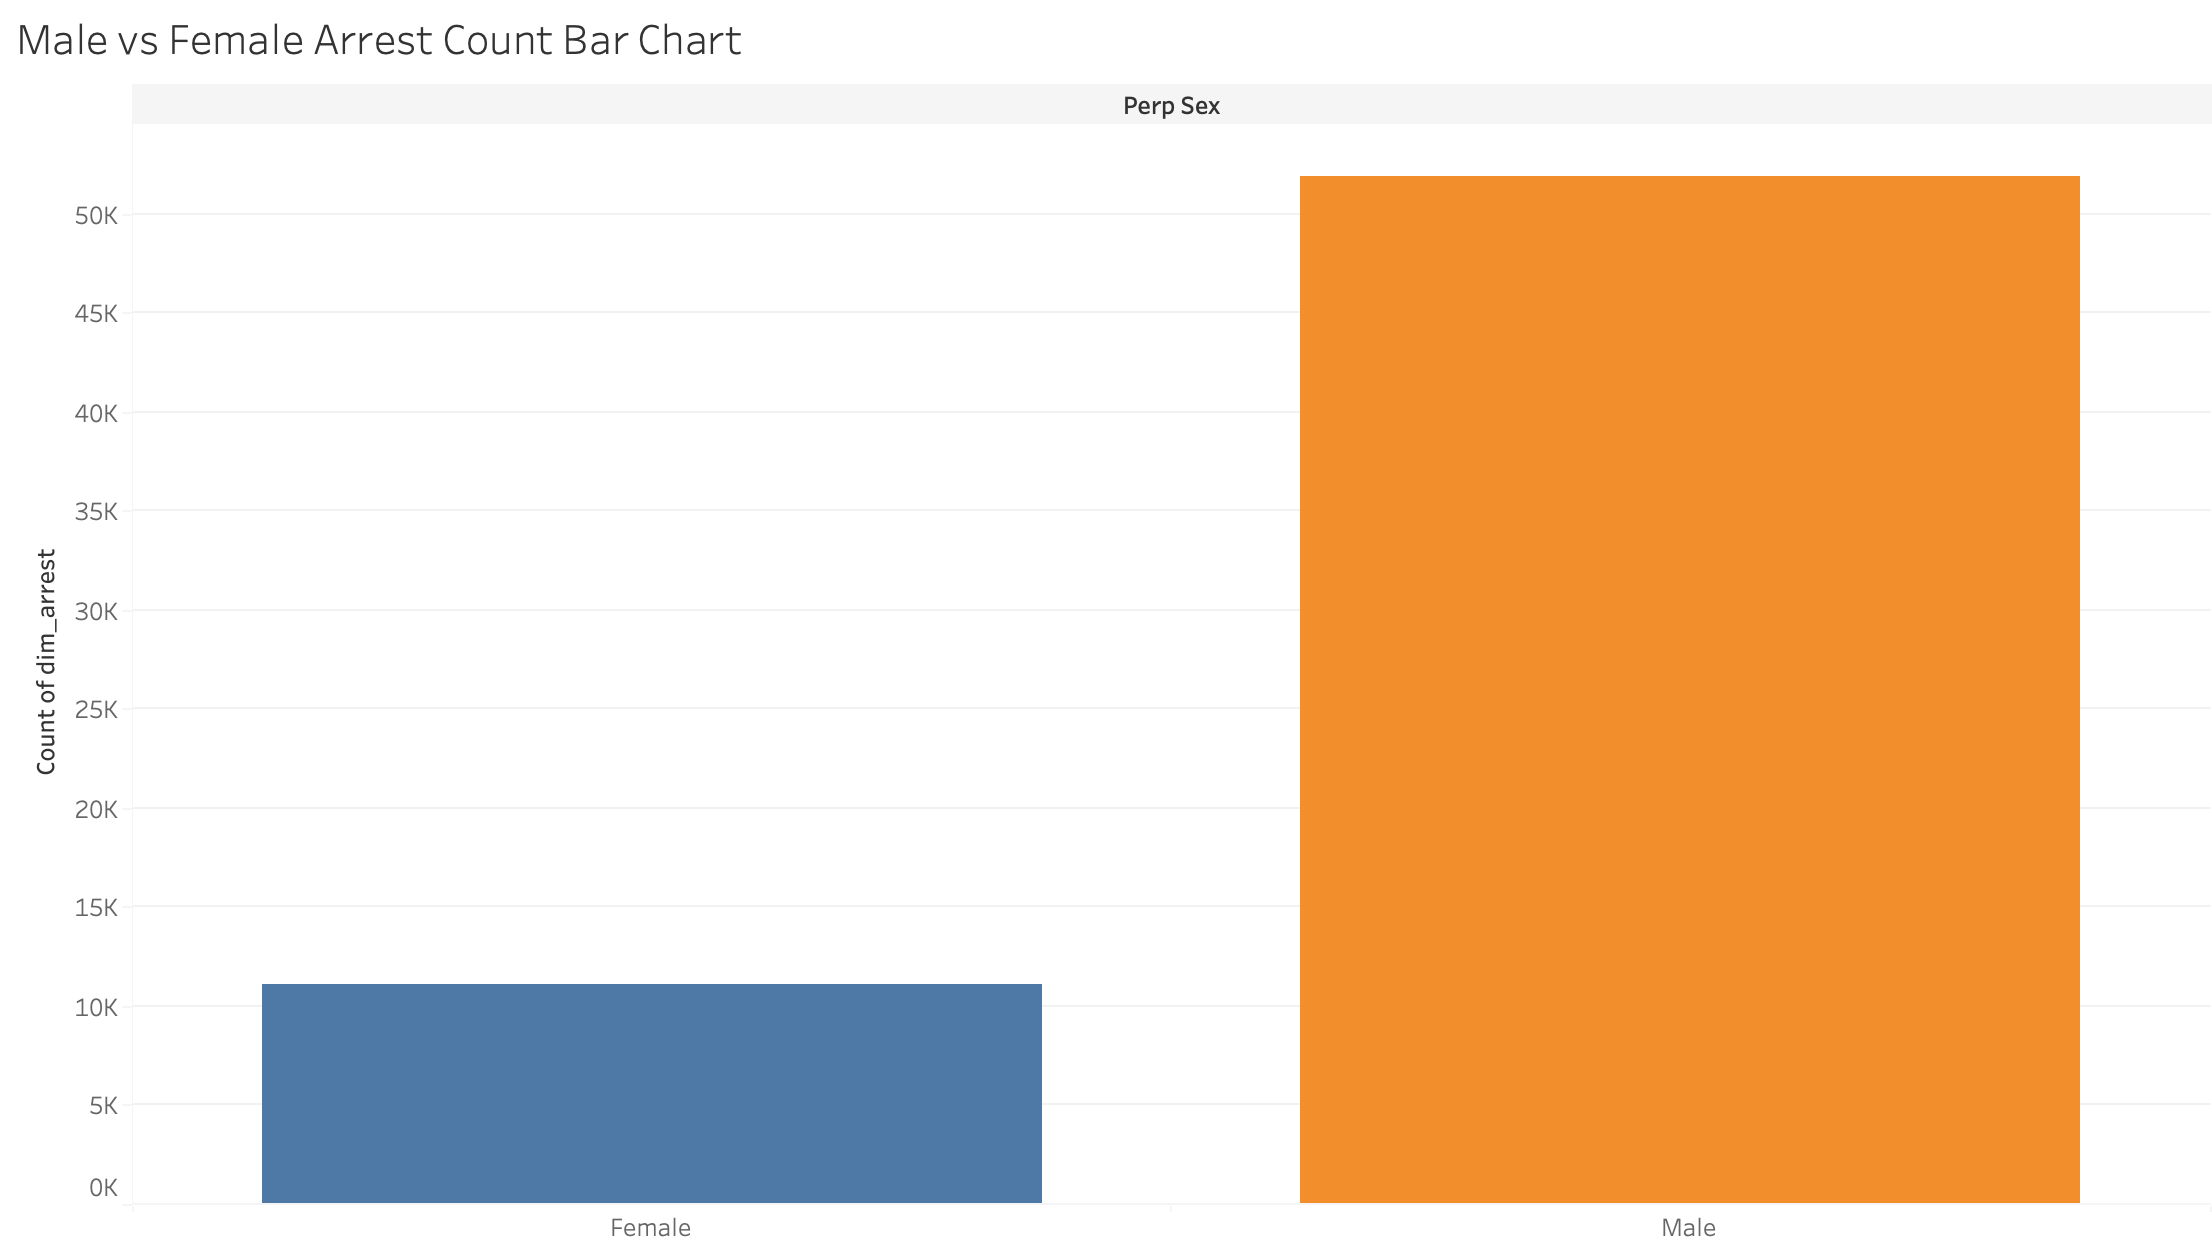 Male vs Female Arrest Count Bar Chart
Perp Sex
50K
45K
40K
35K
30K
25K
20K
15K
10K
5K
0K
Count of dim_arrest
Female
Male